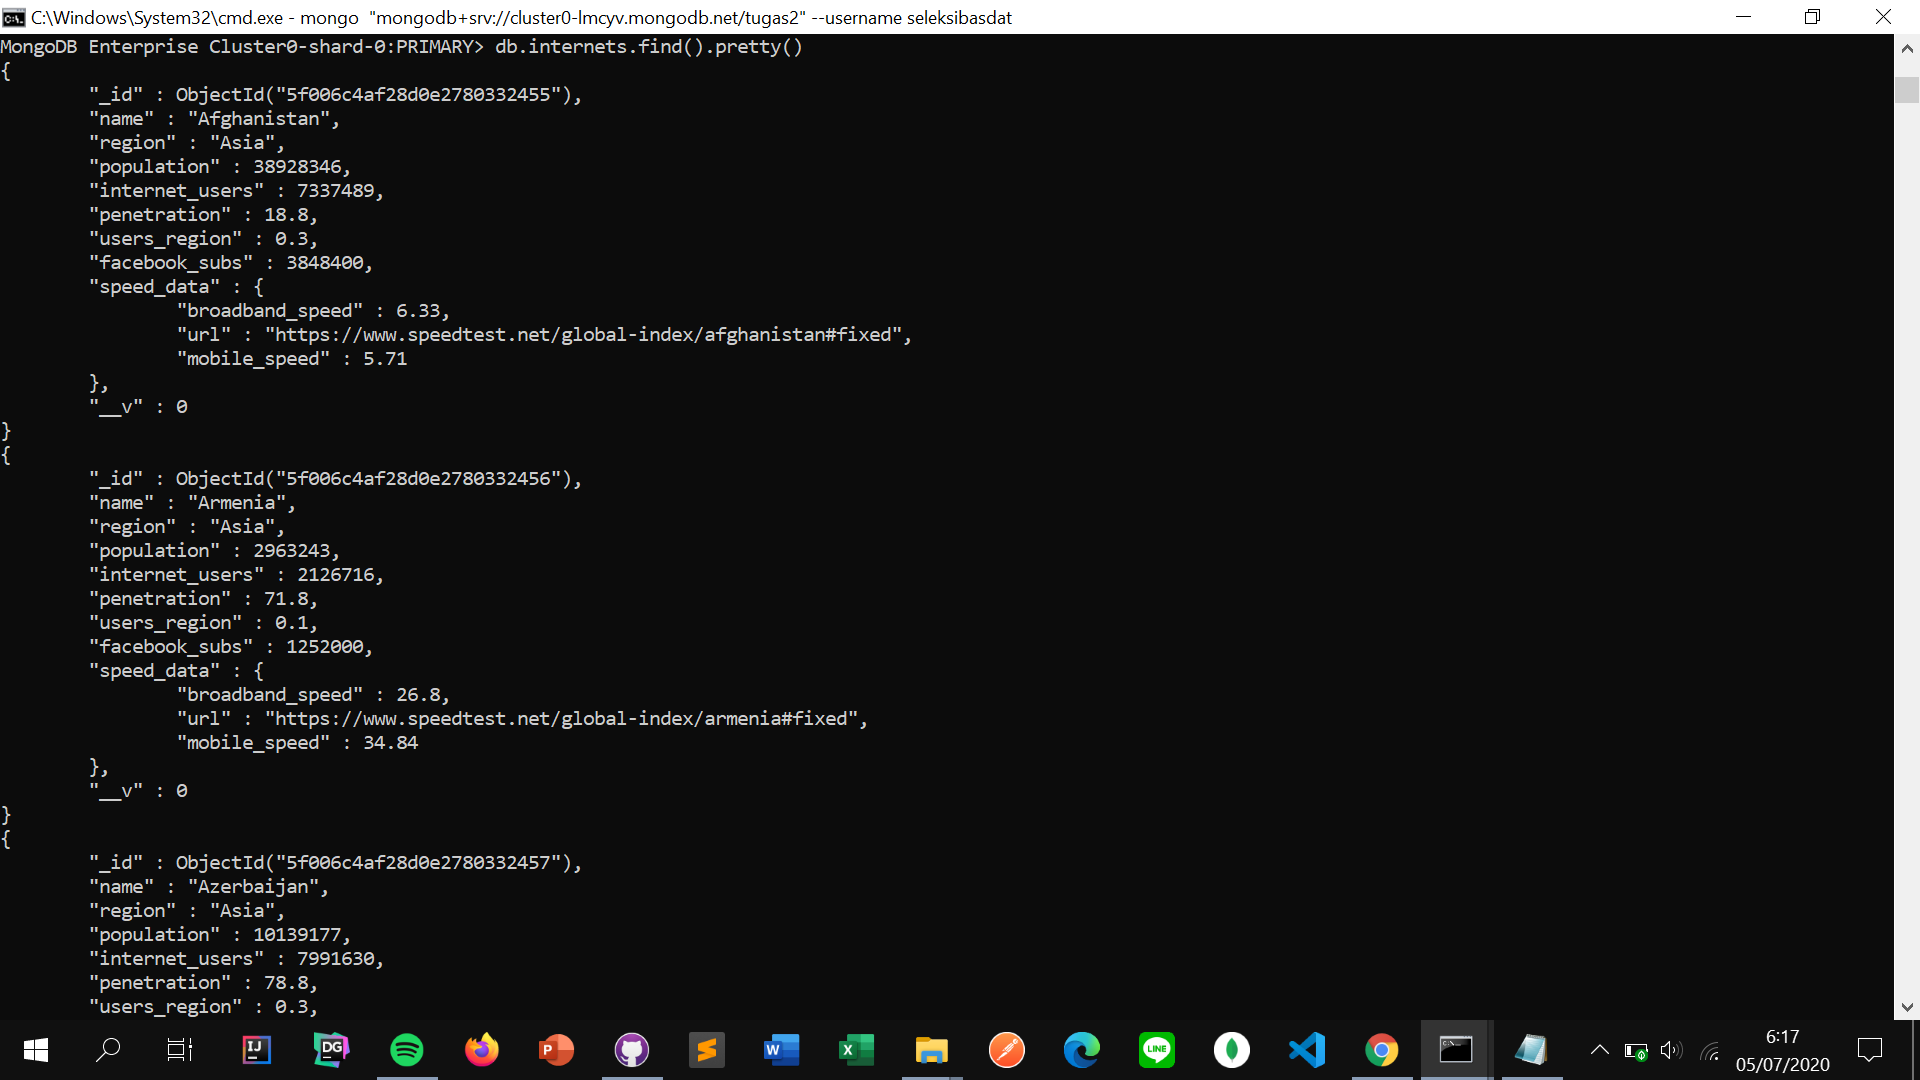 C:\Windows\System32\cmd.exe - mongo  "mongodb+srv://cluster0-lmcyv.mongodb.net/tugas2" --username seleksibasdat
MongoDB Enterprise Cluster0-shard-0:PRIMARY> db.internets.find().pretty()
{
        "_id" : ObjectId("5f006c4af28d0e2780332455"),
        "name" : "Afghanistan",
        "region" : "Asia",
        "population" : 38928346,
        "internet_users" : 7337489,
        "penetration" : 18.8,
        "users_region" : 0.3,
        "facebook_subs" : 3848400,
        "speed_data" : {
                "broadband_speed" : 6.33,
                "url" : "https://www.speedtest.net/global-index/afghanistan#fixed",
                "mobile_speed" : 5.71
        },
        "__v" : 0
}
{
        "_id" : ObjectId("5f006c4af28d0e2780332456"),
        "name" : "Armenia",
        "region" : "Asia",
        "population" : 2963243,
        "internet_users" : 2126716,
        "penetration" : 71.8,
        "users_region" : 0.1,
        "facebook_subs" : 1252000,
        "speed_data" : {
                "broadband_speed" : 26.8,
                "url" : "https://www.speedtest.net/global-index/armenia#fixed",
                "mobile_speed" : 34.84
        },
        "__v" : 0
}
{
        "_id" : ObjectId("5f006c4af28d0e2780332457"),
        "name" : "Azerbaijan",
        "region" : "Asia",
        "population" : 10139177,
        "internet_users" : 7991630,
        "penetration" : 78.8,
        "users_region" : 0.3,
IJ
DG
P
W
X
LINE
6:17
05/07/2020